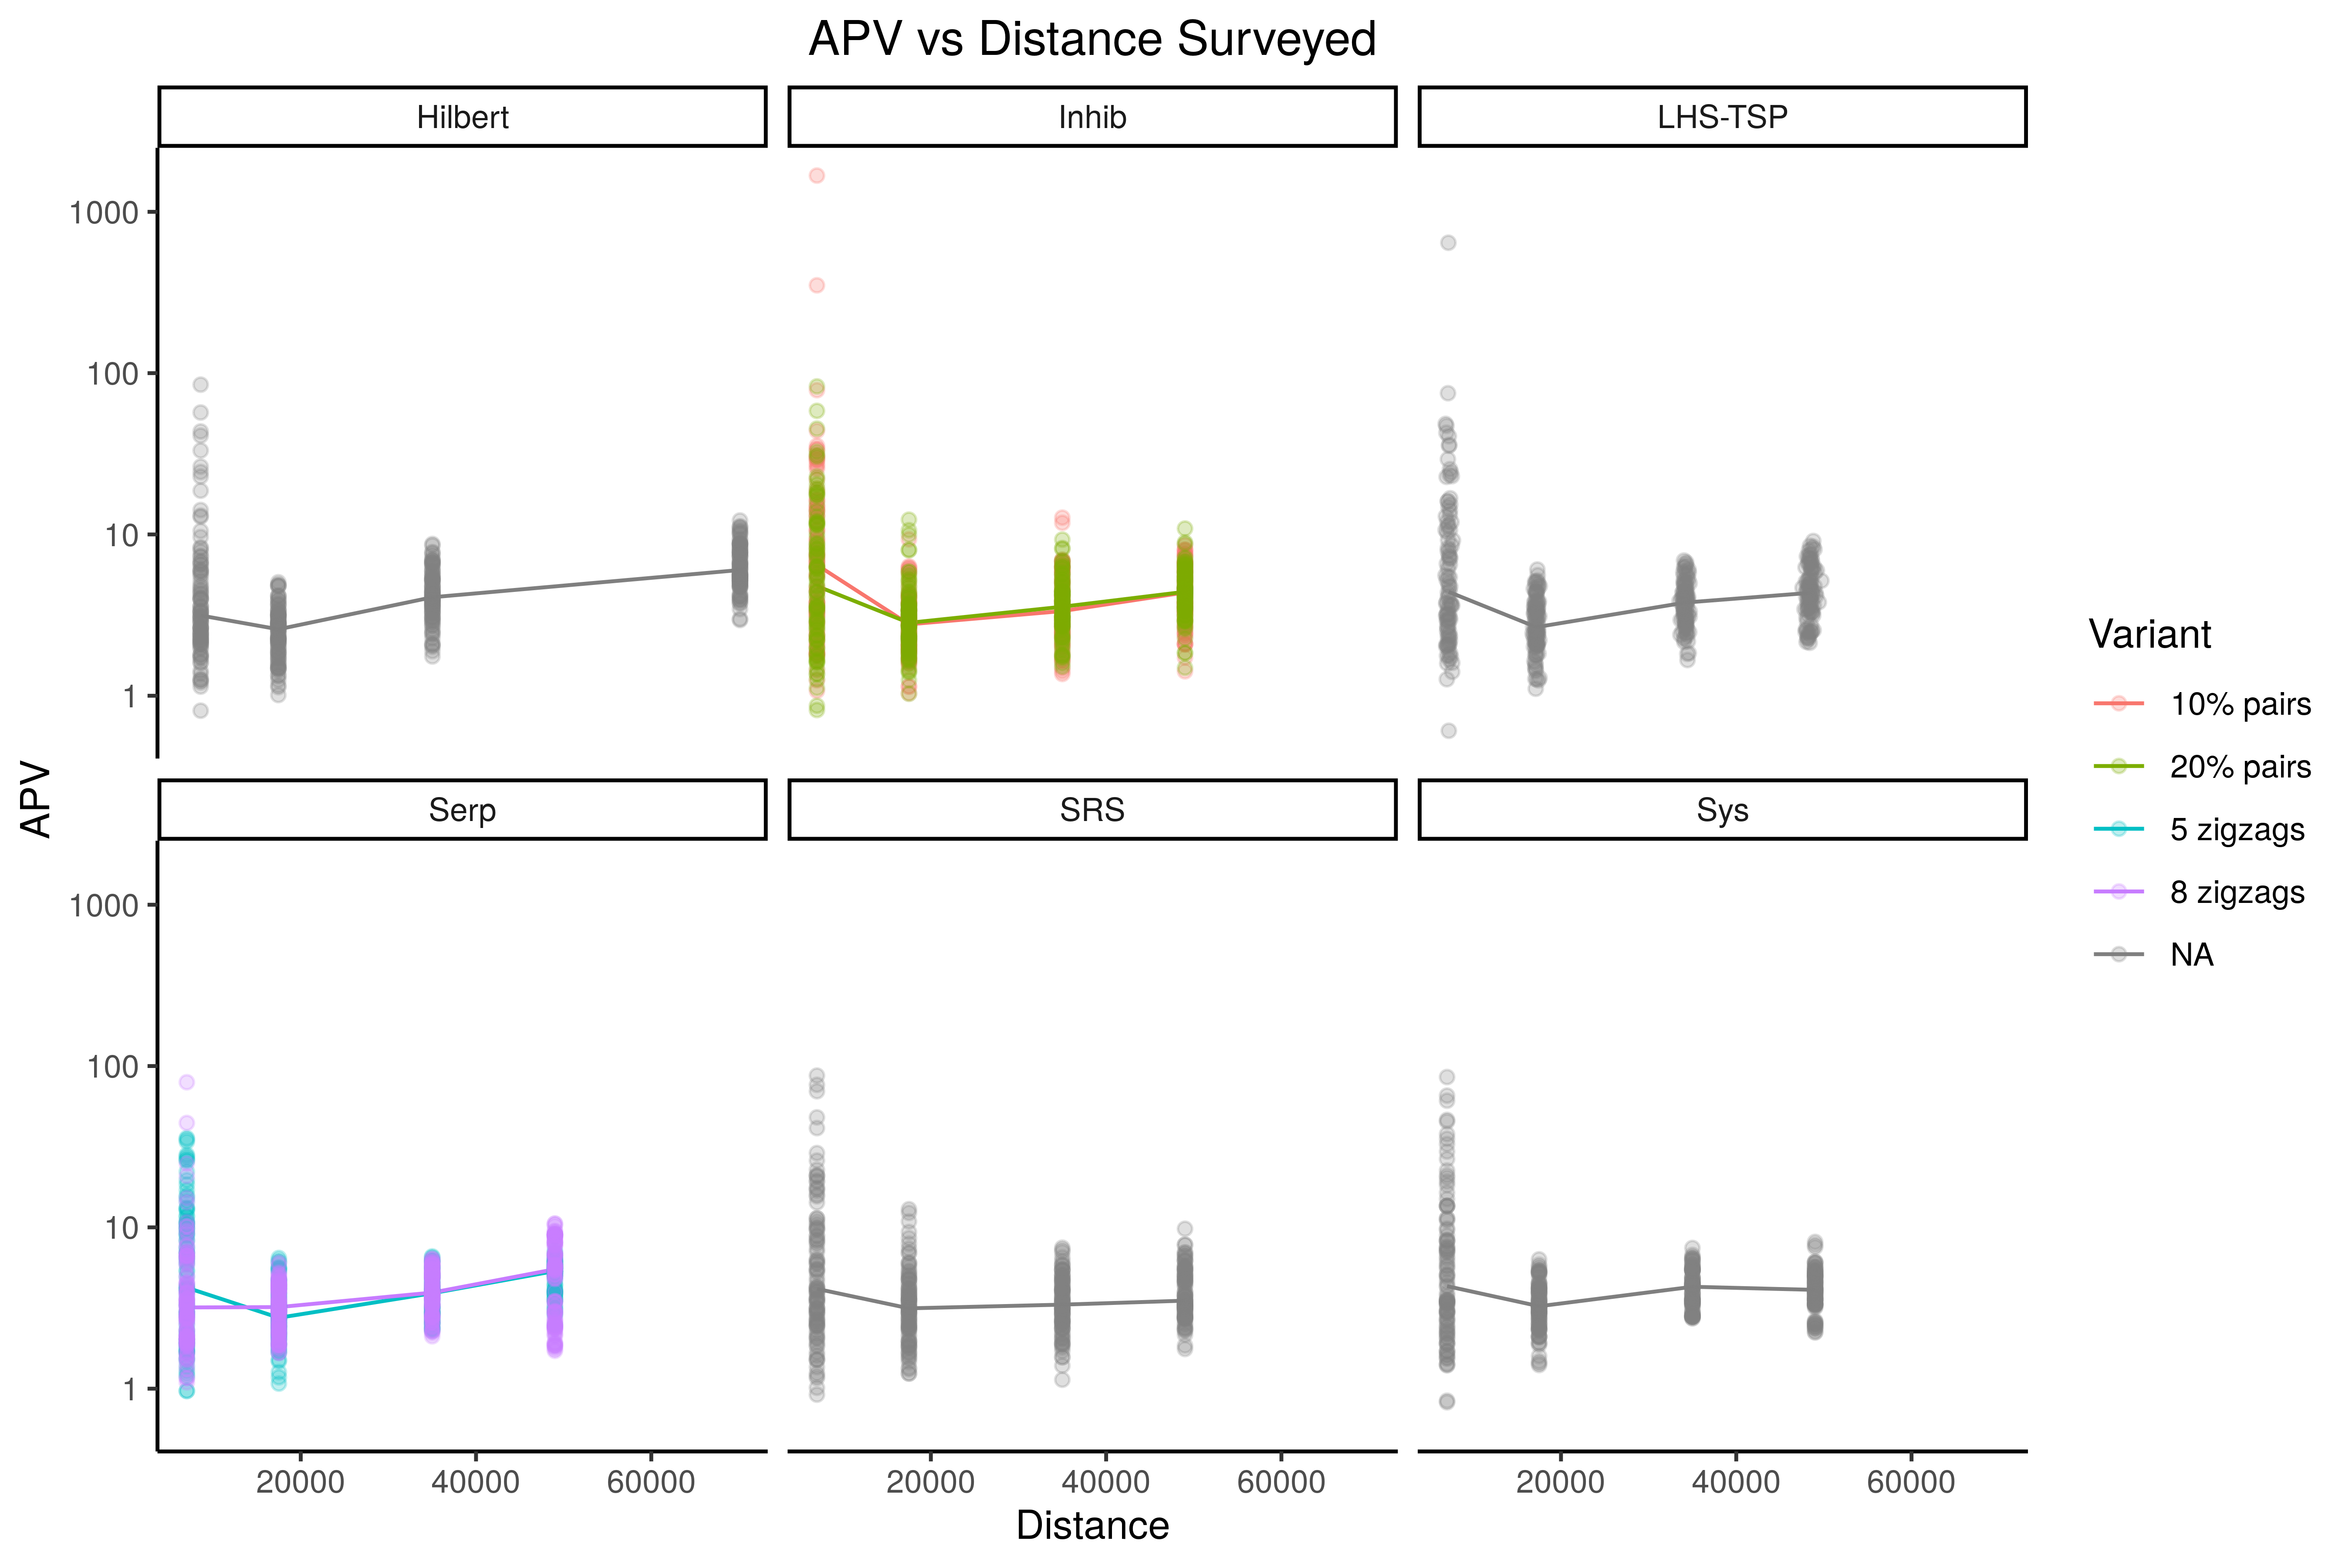 APV vs Distance Surveyed
Hilbert
Inhib
LHS-TSP
1000
100
10
1
Serp
SRS
Sys
1000
100
10
1
20000
40000
60000
20000
40000
60000
20000
40000
60000
Distance
APV
Variant
10% pairs
20% pairs
5 zigzags
8 zigzags
NA